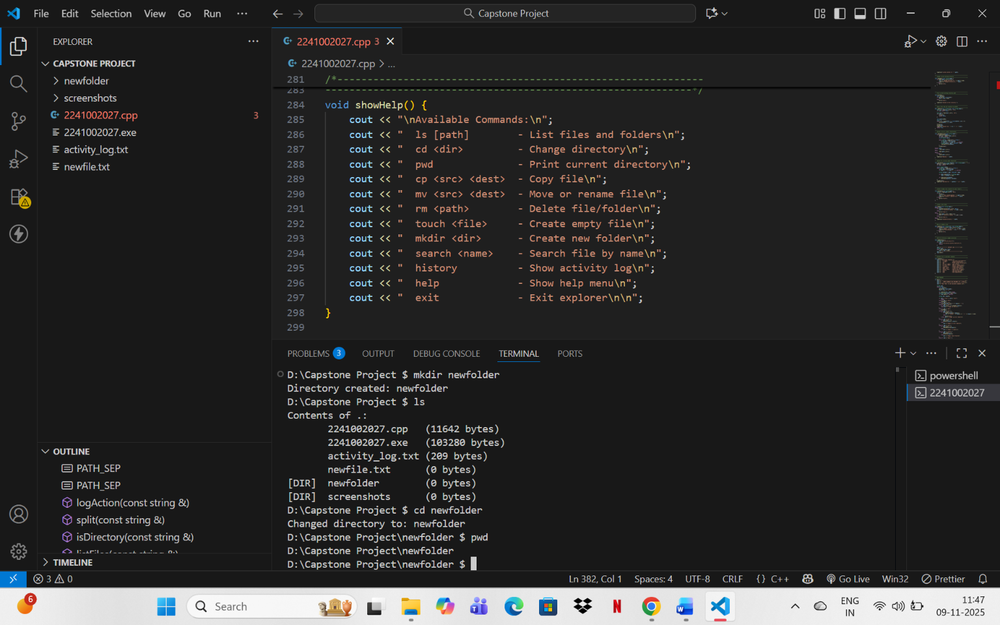 File Edit Selection View Go Run ···
Capstone Project
EXPLORER
CAPSTONE PROJECT
newfolder
screenshots
2241002027.cpp 3
2241002027.exe
activity_log.txt
newfile.txt
OUTLINE
PATH_SEP
PATH_SEP
logAction(const string &)
split(const string &)
isDirectory(const string &)
listFiles(const string &)
TIMELINE
2241002027.cpp 3
2241002027.cpp > ...
281 /*------------------------------------------------------------
283 -------------------------------------------------------------*/
284 void showHelp() {
285     cout << "\nAvailable Commands:\n";
286     cout << "  ls [path]        - List files and folders\n";
287     cout << "  cd <dir>         - Change directory\n";
288     cout << "  pwd              - Print current directory\n";
289     cout << "  cp <src> <dest>  - Copy file\n";
290     cout << "  mv <src> <dest>  - Move or rename file\n";
291     cout << "  rm <path>        - Delete file/folder\n";
292     cout << "  touch <file>     - Create empty file\n";
293     cout << "  mkdir <dir>      - Create new folder\n";
294     cout << "  search <name>    - Search file by name\n";
295     cout << "  history          - Show activity log\n";
296     cout << "  help             - Show help menu\n";
297     cout << "  exit             - Exit explorer\n\n";
298 }
299
PROBLEMS 3 OUTPUT DEBUG CONSOLE TERMINAL PORTS
D:\Capstone Project $ mkdir newfolder
Directory created: newfolder
D:\Capstone Project $ ls
Contents of .:
       2241002027.cpp   (11642 bytes)
       2241002027.exe   (103280 bytes)
       activity_log.txt (209 bytes)
       newfile.txt      (0 bytes)
[DIR]  newfolder        (0 bytes)
[DIR]  screenshots      (0 bytes)
D:\Capstone Project $ cd newfolder
Changed directory to: newfolder
D:\Capstone Project\newfolder $ pwd
D:\Capstone Project\newfolder
D:\Capstone Project\newfolder $
powershell
2241002027
3 0
Ln 382, Col 1 Spaces: 4 UTF-8 CRLF {} C++ Go Live Win32 Prettier
6
Search
ENG
IN
11:47
09-11-2025